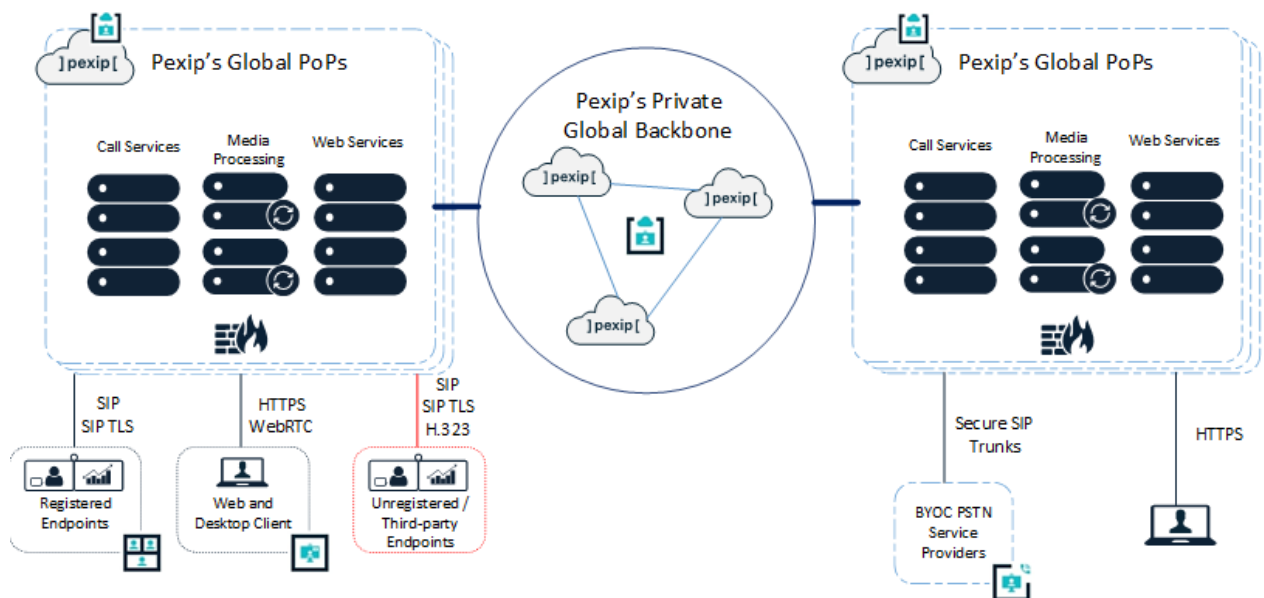 ]pexip[
Pexip's Global PoPs
Call Services
Media
Processing
Web Services
SIP
SIP TLS
HTTPS
WebRTC
SIP
SIP TLS
H.323
Registered
Endpoints
Web and
Desktop Client
Unregistered /
Third-party
Endpoints
Pexip's Private
Global Backbone
]pexip[
]pexip[
]pexip[
]pexip[
Pexip's Global PoPs
Call Services
Media
Processing
Web Services
Secure SIP
Trunks
HTTPS
BYOC PSTN
Service
Providers